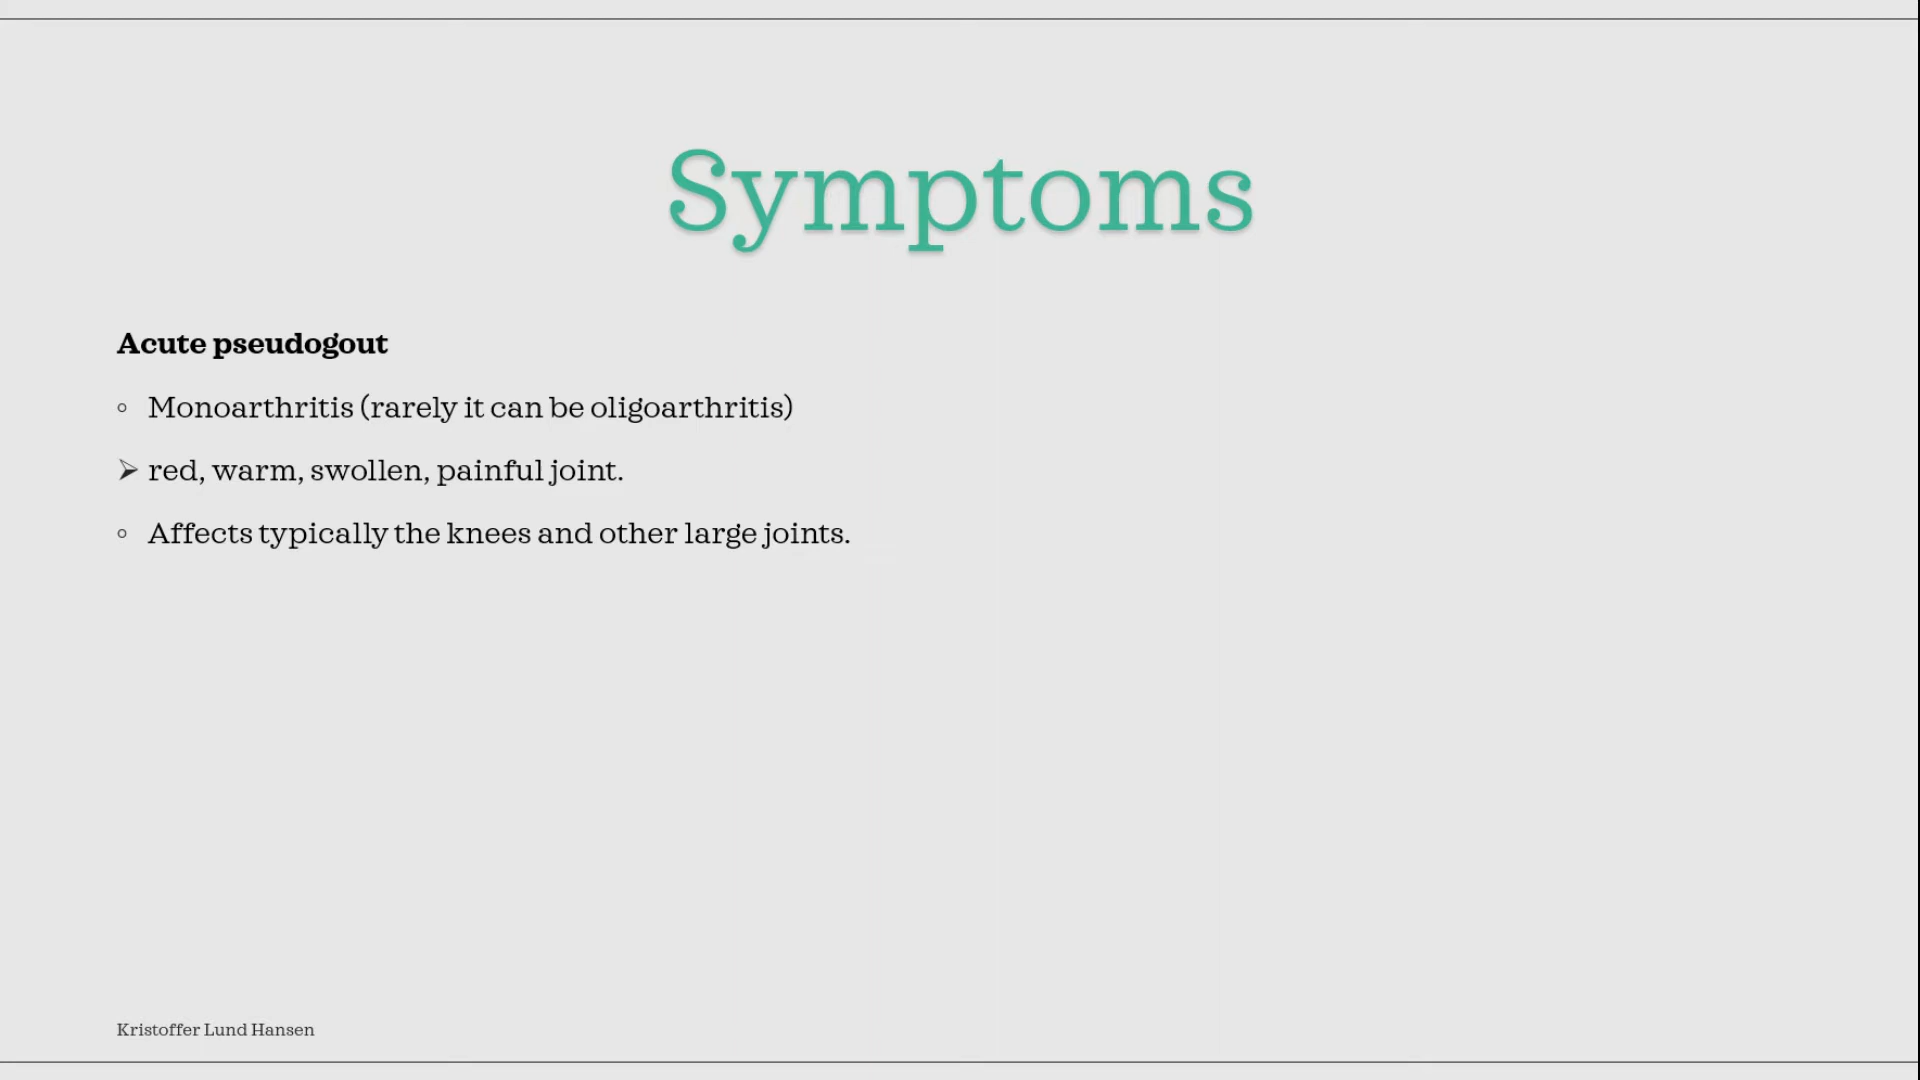 Symptoms
Acute pseudogout
◦ Monoarthritis (rarely it can be oligoarthritis)
➢ red, warm, swollen, painful joint.
◦ Affects typically the knees and other large joints.
Kristoffer Lund Hansen